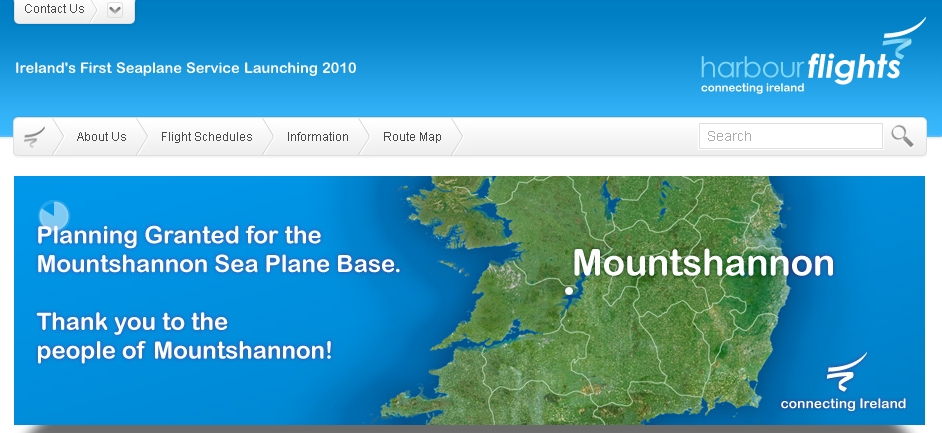 Contact Us
Ireland's First Seaplane Service Launching 2010
harbourflights
connecting ireland
About Us
Flight Schedules
Information
Route Map
Search
Planning Granted for the
Mountshannon Sea Plane Base.
Thank you to the
people of Mountshannon!
Mountshannon
connecting Ireland